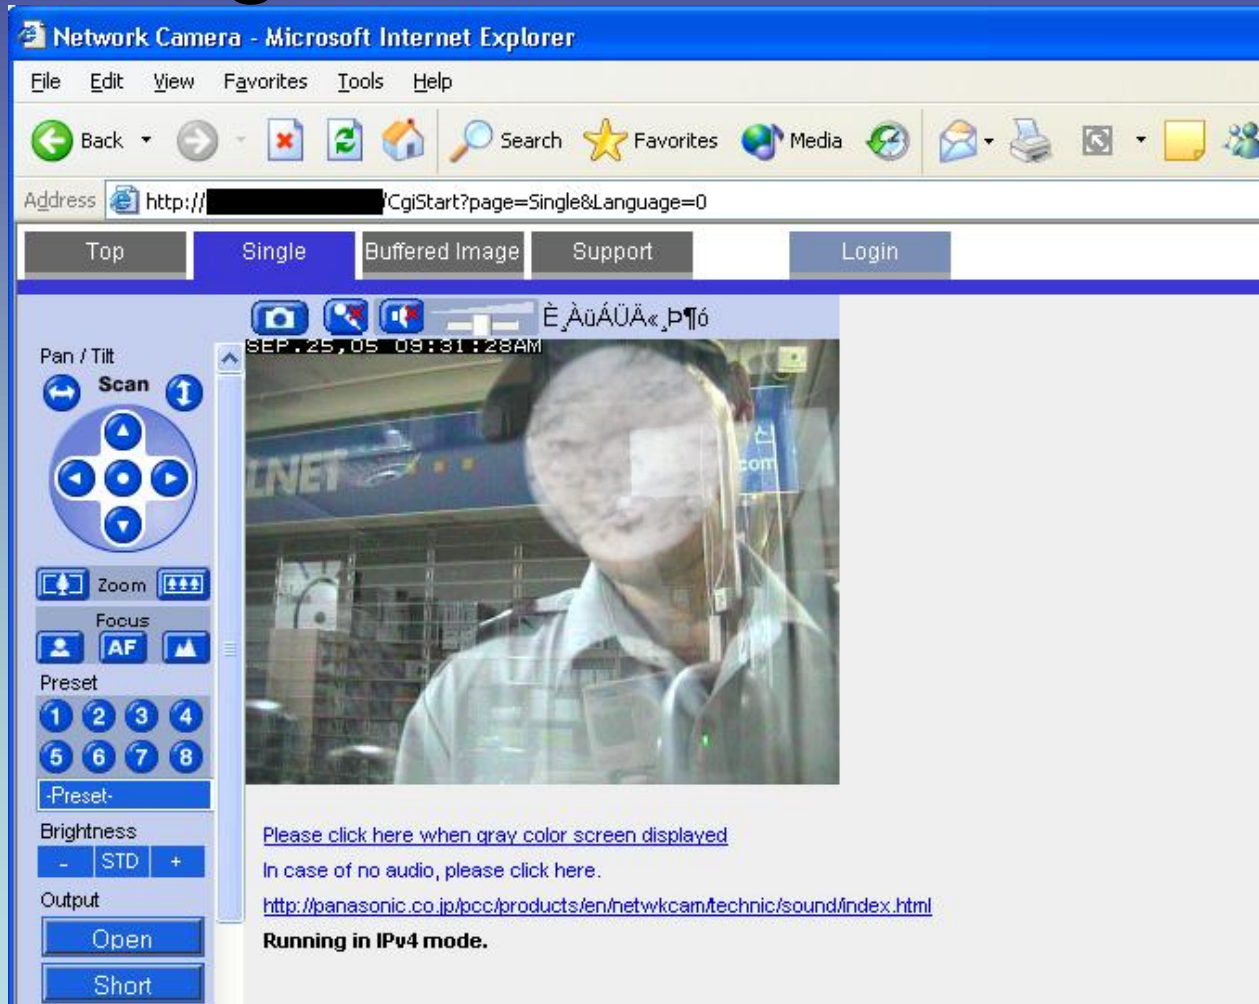 Network Camera - Microsoft Internet Explorer
File Edit View Favorites Tools Help
Back Search Favorites Media
Address http:// /CgiStart?page=Single&Language=0
Top Single Buffered Image Support Login
È¸ÀüÁÜÄ«¸Þ¶ó
SEP.25,05 09:31:28AM
Pan / Tilt
Scan
LNET
com
Zoom
Focus
AF
Preset
1 2 3 4
5 6 7 8
-Preset-
Brightness
- STD +
Output
Open
Short
Please click here when gray color screen displayed
In case of no audio, please click here.
http://panasonic.co.jp/pcc/products/en/netwkcam/technic/sound/index.html
Running in IPv4 mode.